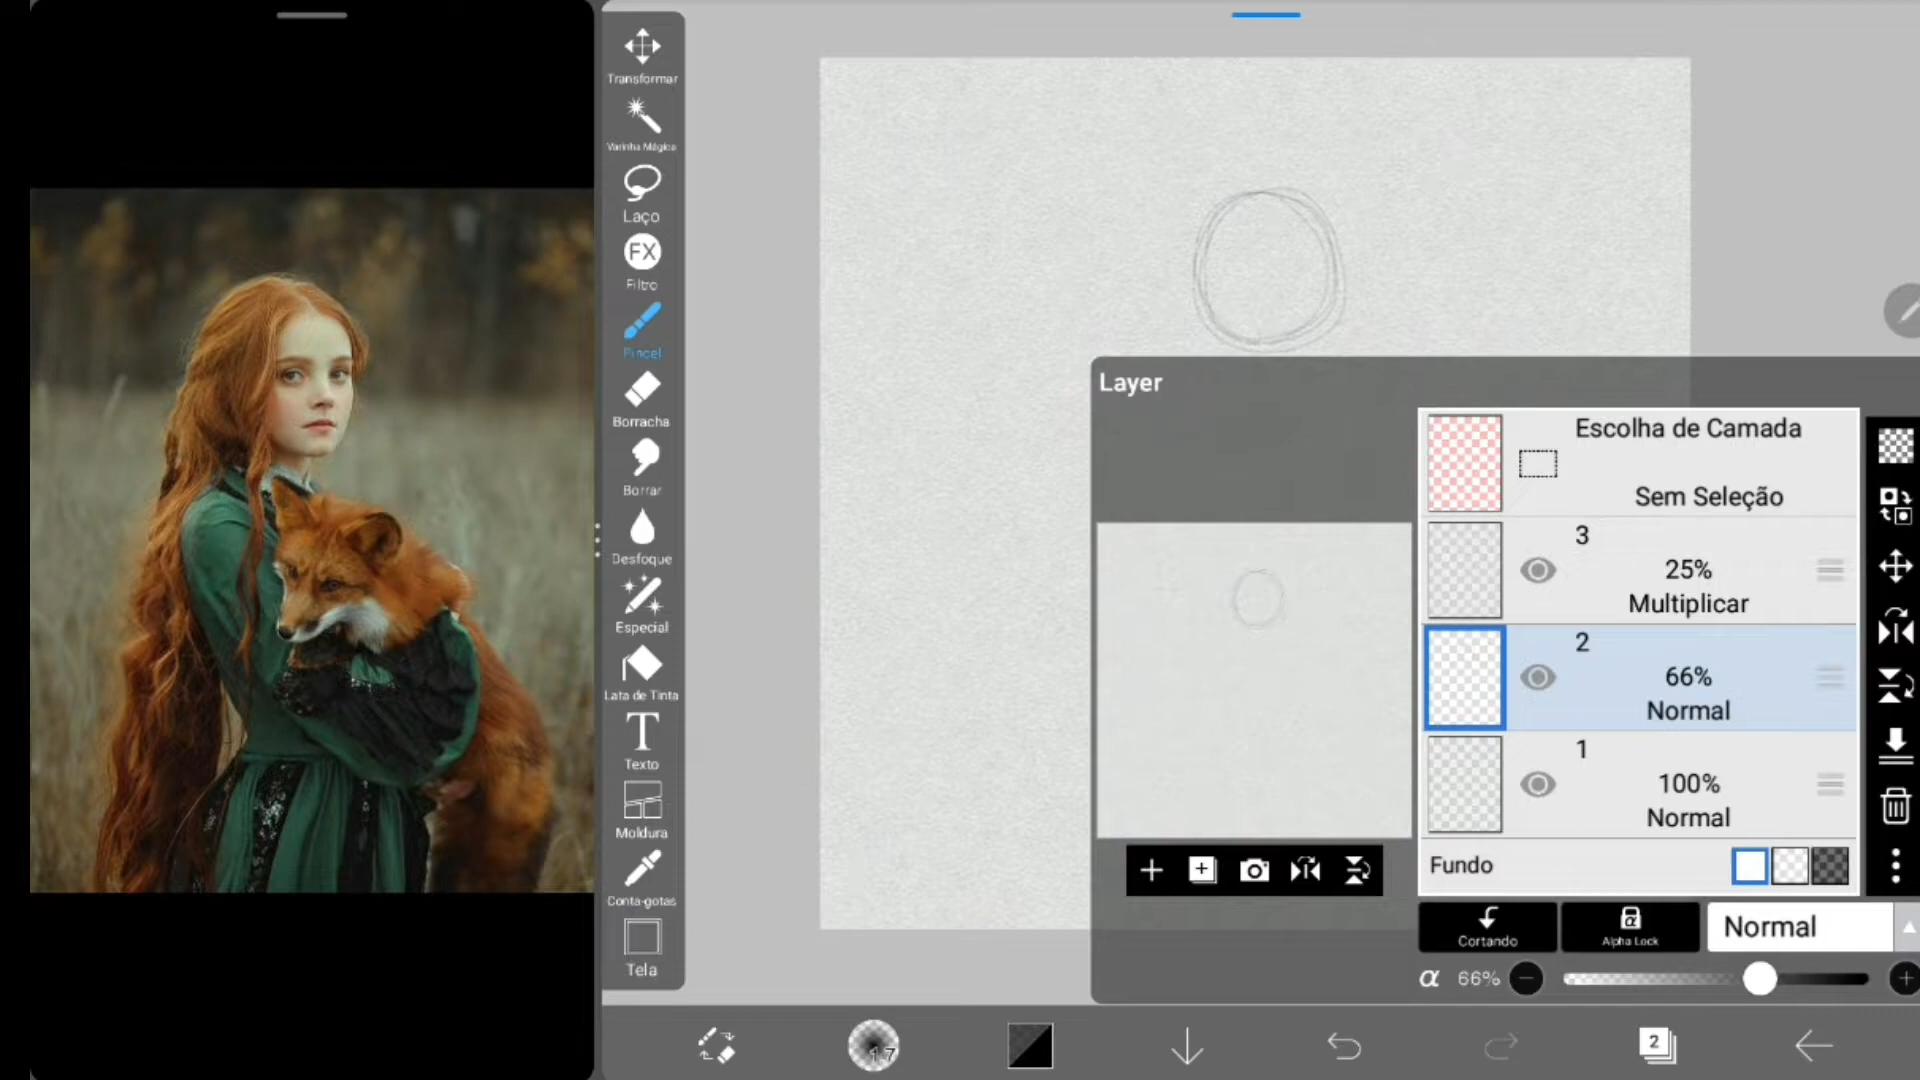 Transformar
Varinha Mágica
Laço
FX
Filtro
Pincel
Borracha
Borrar
Desfoque
Especial
Lata de Tinta
T
Texto
Moldura
Conta-gotas
Tela
Layer
Escolha de Camada
Sem Seleção
3
25%
Multiplicar
2
66%
Normal
1
100%
Normal
Fundo
Cortando
α
Alpha Lock
Normal
α 66%
1.7
2